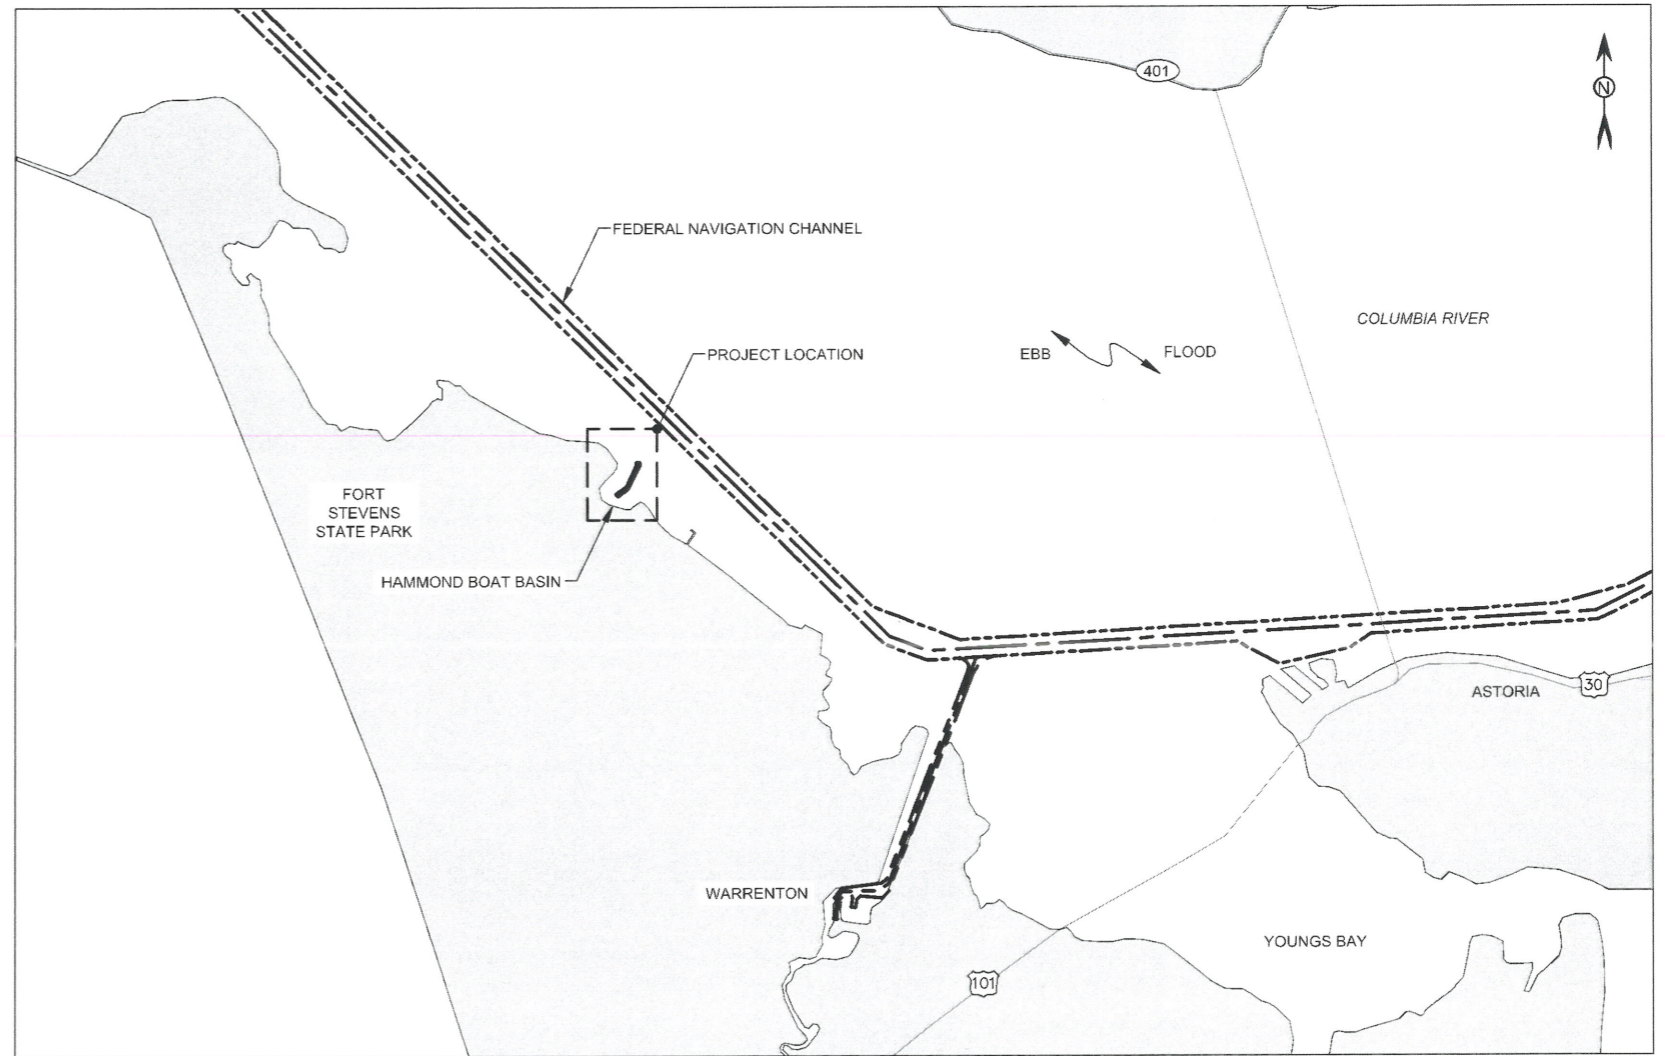 401
N
FEDERAL NAVIGATION CHANNEL
COLUMBIA RIVER
EBB
FLOOD
PROJECT LOCATION
FORT
STEVENS
STATE PARK
HAMMOND BOAT BASIN
ASTORIA
30
WARRENTON
YOUNGS BAY
101